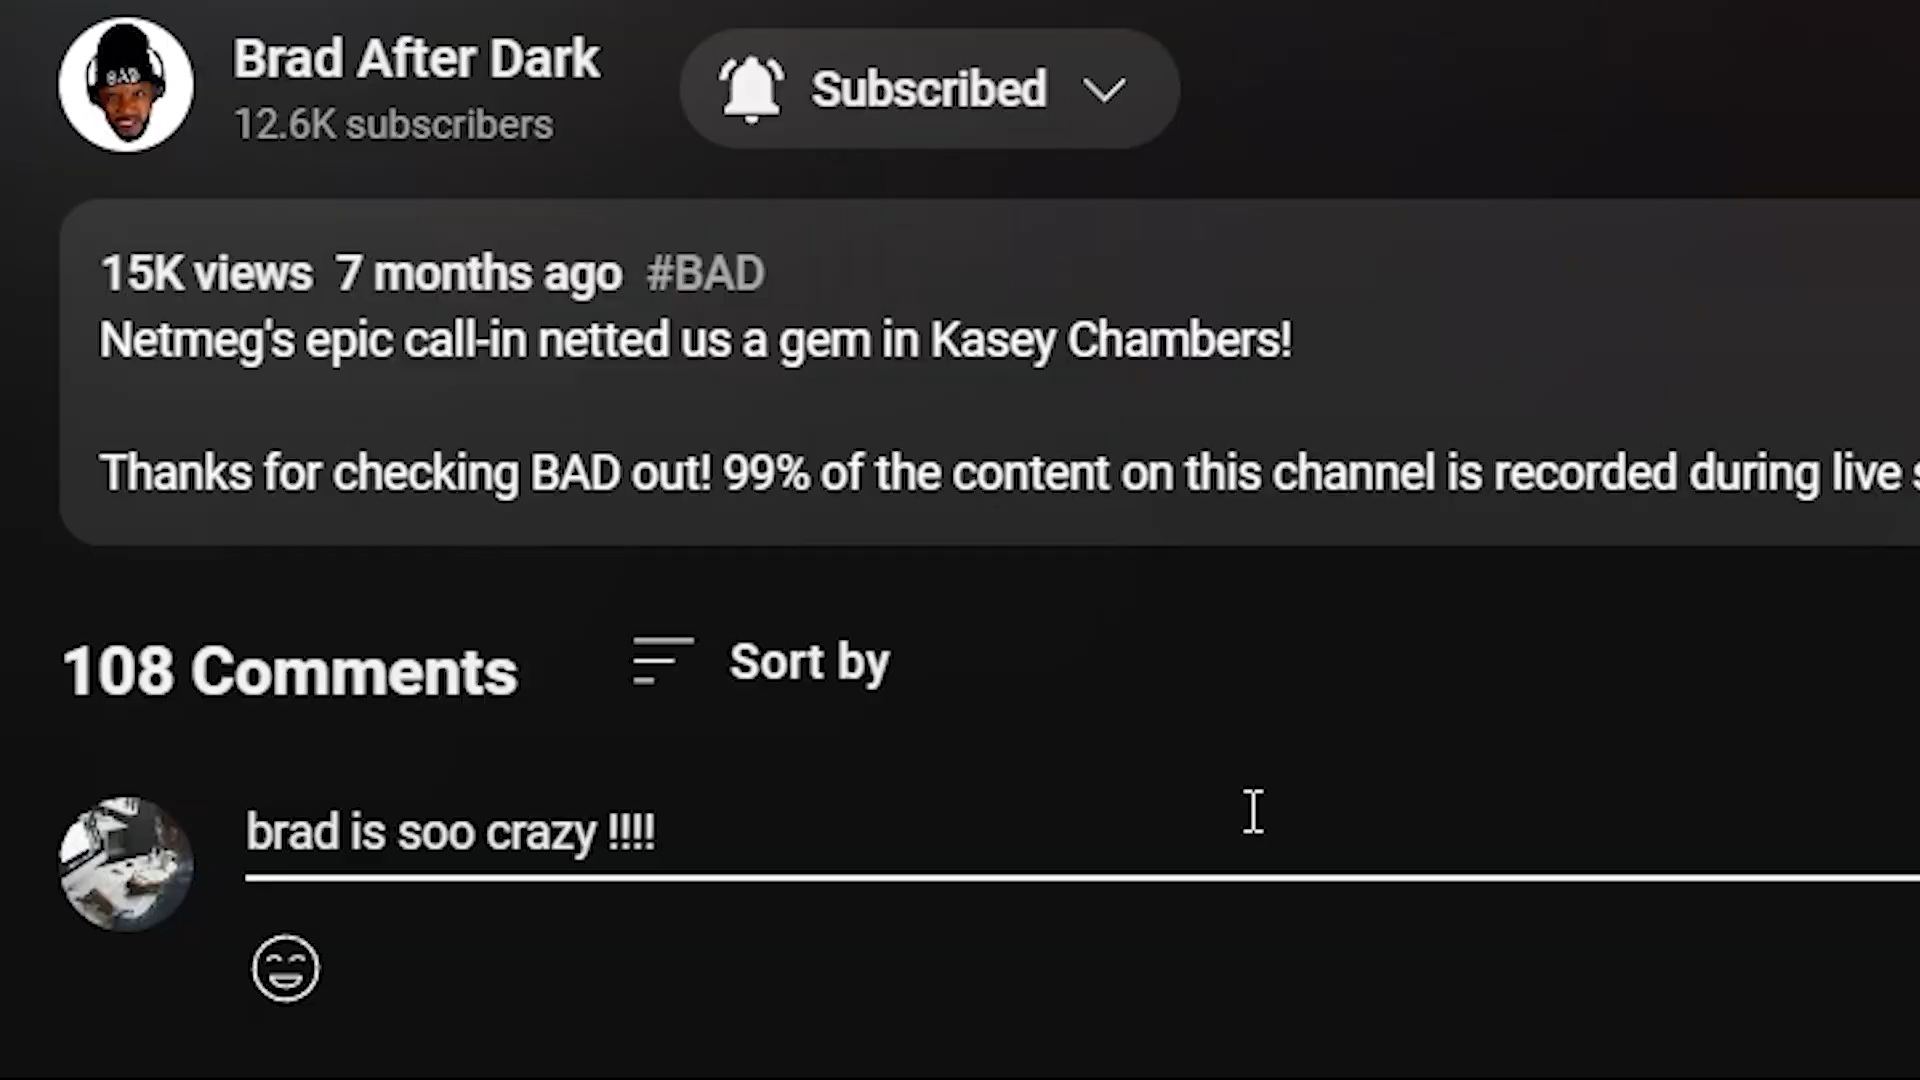 BAD
Brad After Dark
12.6K subscribers
Subscribed
15K views 7 months ago #BAD
Netmeg's epic call-in netted us a gem in Kasey Chambers!
Thanks for checking BAD out! 99% of the content on this channel is recorded during live
108 Comments
Sort by
brad is soo crazy !!!!